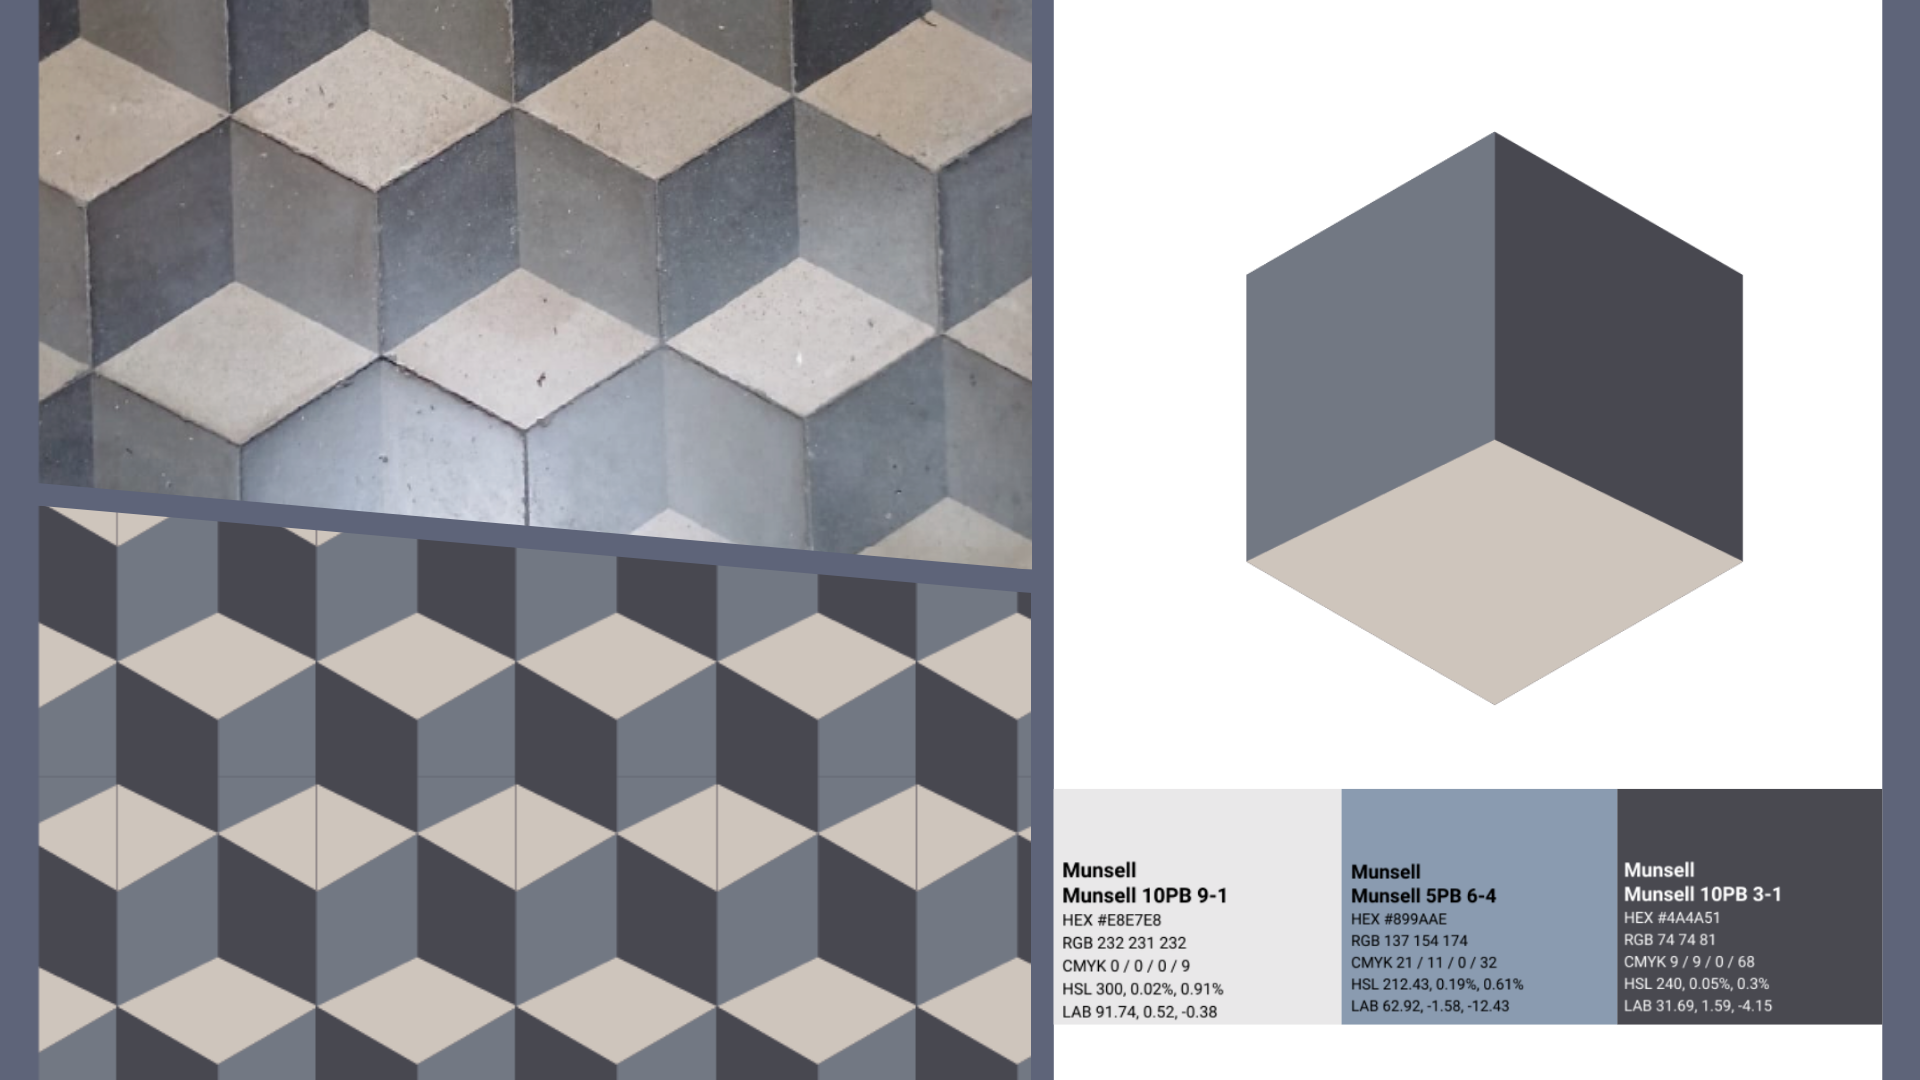 Munsell
Munsell 10PB 9-1
HEX #E8E7E8
RGB 232 231 232
CMYK 0 / 0 / 0 / 9
HSL 300, 0.02%, 0.91%
LAB 91.74, 0.52, -0.38
Munsell
Munsell 5PB 6-4
HEX #899AAE
RGB 137 154 174
CMYK 21 / 11 / 0 / 32
HSL 212.43, 0.19%, 0.61%
LAB 62.92, -1.58, -12.43
Munsell
Munsell 10PB 3-1
HEX #4A4A51
RGB 74 74 81
CMYK 9 / 9 / 0 / 68
HSL 240, 0.05%, 0.3%
LAB 31.69, 1.59, -4.15